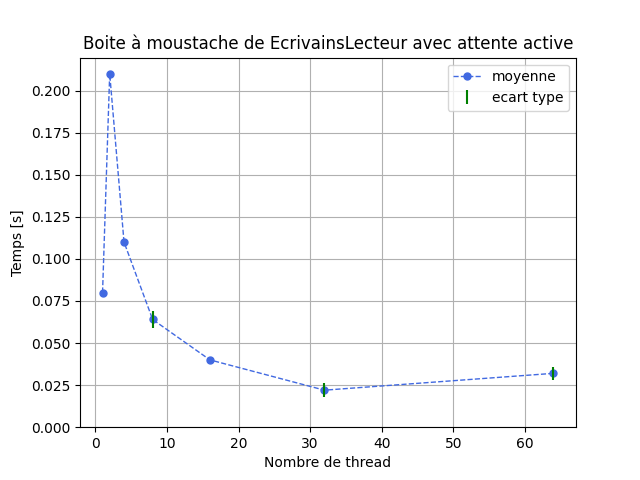 Boite à moustache de EcrivainsLecteur avec attente active
moyenne
ecart type
0.200
0.175
0.150
0.125
0.100
0.075
0.050
0.025
0.000
Temps [s]
0 10 20 30 40 50 60
Nombre de thread